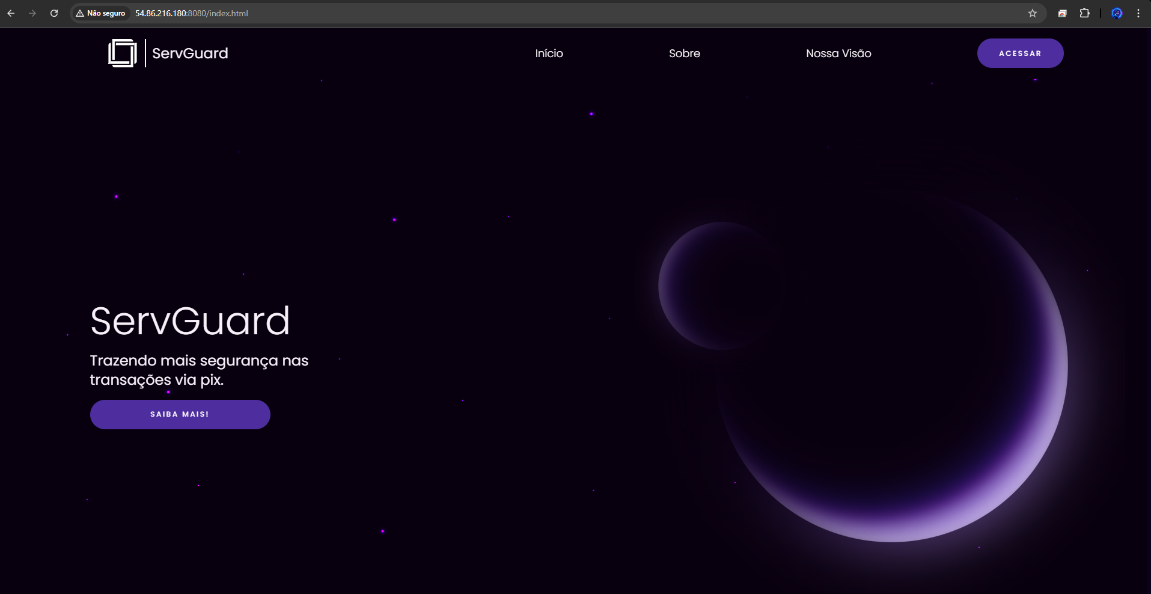 Não seguro 54.86.216.180:8080/index.html
ServGuard Início Sobre Nossa Visão ACESSAR
ServGuard
Trazendo mais segurança nas
transações via pix.
SAIBA MAIS!